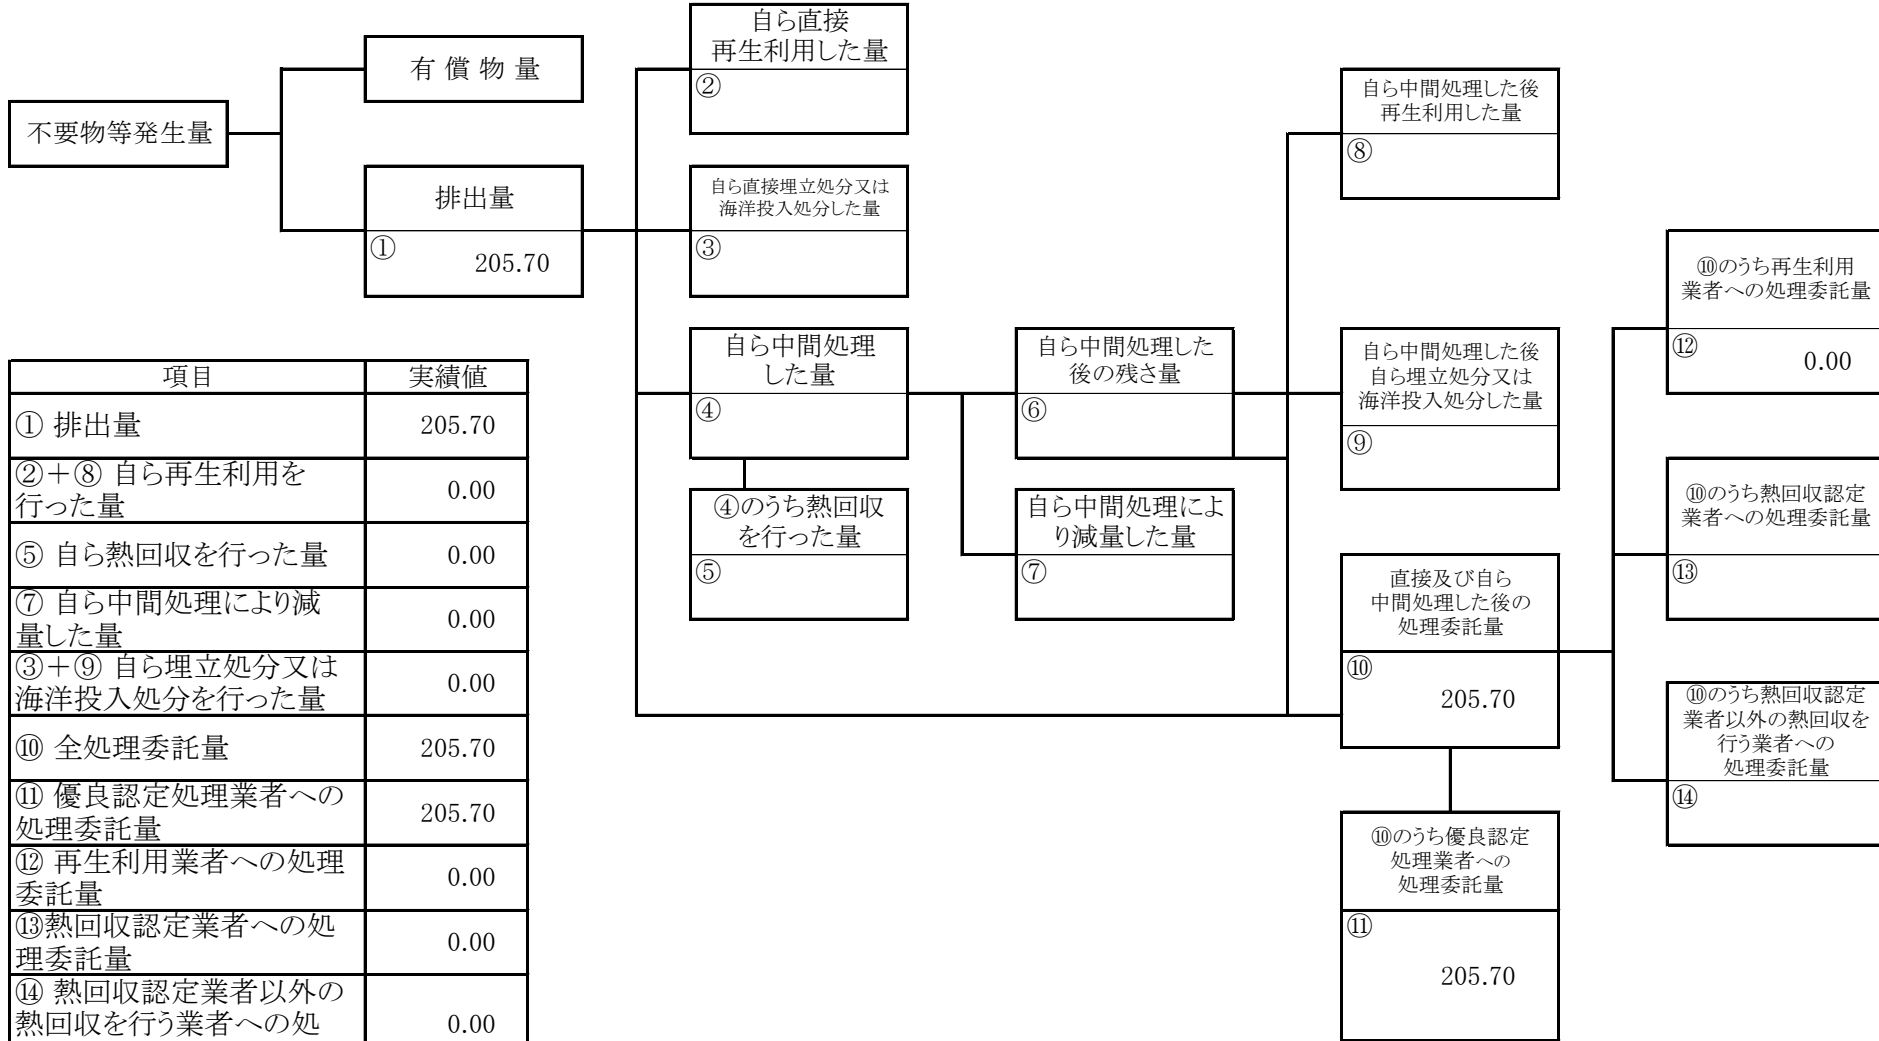 不要物等発生量
有 償 物 量
排出量
①
205.70
自ら直接
再生利用した量
②
自ら直接埋立処分又は
海洋投入処分した量
③
自ら中間処理
した量
④
④のうち熱回収
を行った量
⑤
自ら中間処理した
後の残さ量
⑥
自ら中間処理によ
り減量した量
⑦
自ら中間処理した後
再生利用した量
⑧
自ら中間処理した後
自ら埋立処分又は
海洋投入処分した量
⑨
直接及び自ら
中間処理した後の
処理委託量
⑩
205.70
⑩のうち優良認定
処理業者への
処理委託量
⑪
205.70
⑩のうち再生利用
業者への処理委託量
⑫
0.00
⑩のうち熱回収認定
業者への処理委託量
⑬
⑩のうち熱回収認定
業者以外の熱回収を
行う業者への
処理委託量
⑭
項目 実績値
① 排出量 205.70
②＋⑧ 自ら再生利用を
行った量 0.00
⑤ 自ら熱回収を行った量 0.00
⑦ 自ら中間処理により減
量した量 0.00
③＋⑨ 自ら埋立処分又は
海洋投入処分を行った量 0.00
⑩ 全処理委託量 205.70
⑪ 優良認定処理業者への
処理委託量 205.70
⑫ 再生利用業者への処理
委託量 0.00
⑬熱回収認定業者への処
理委託量 0.00
⑭ 熱回収認定業者以外の
熱回収を行う業者への処 0.00